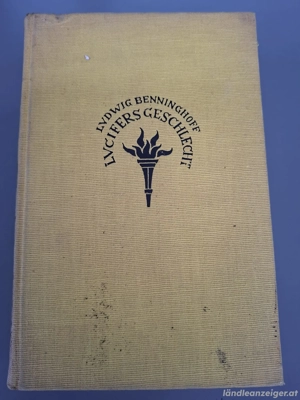 LVDWIG BENNINGHOFF
LVCIFERS GESCHLECHT
ländleanzeiger.at